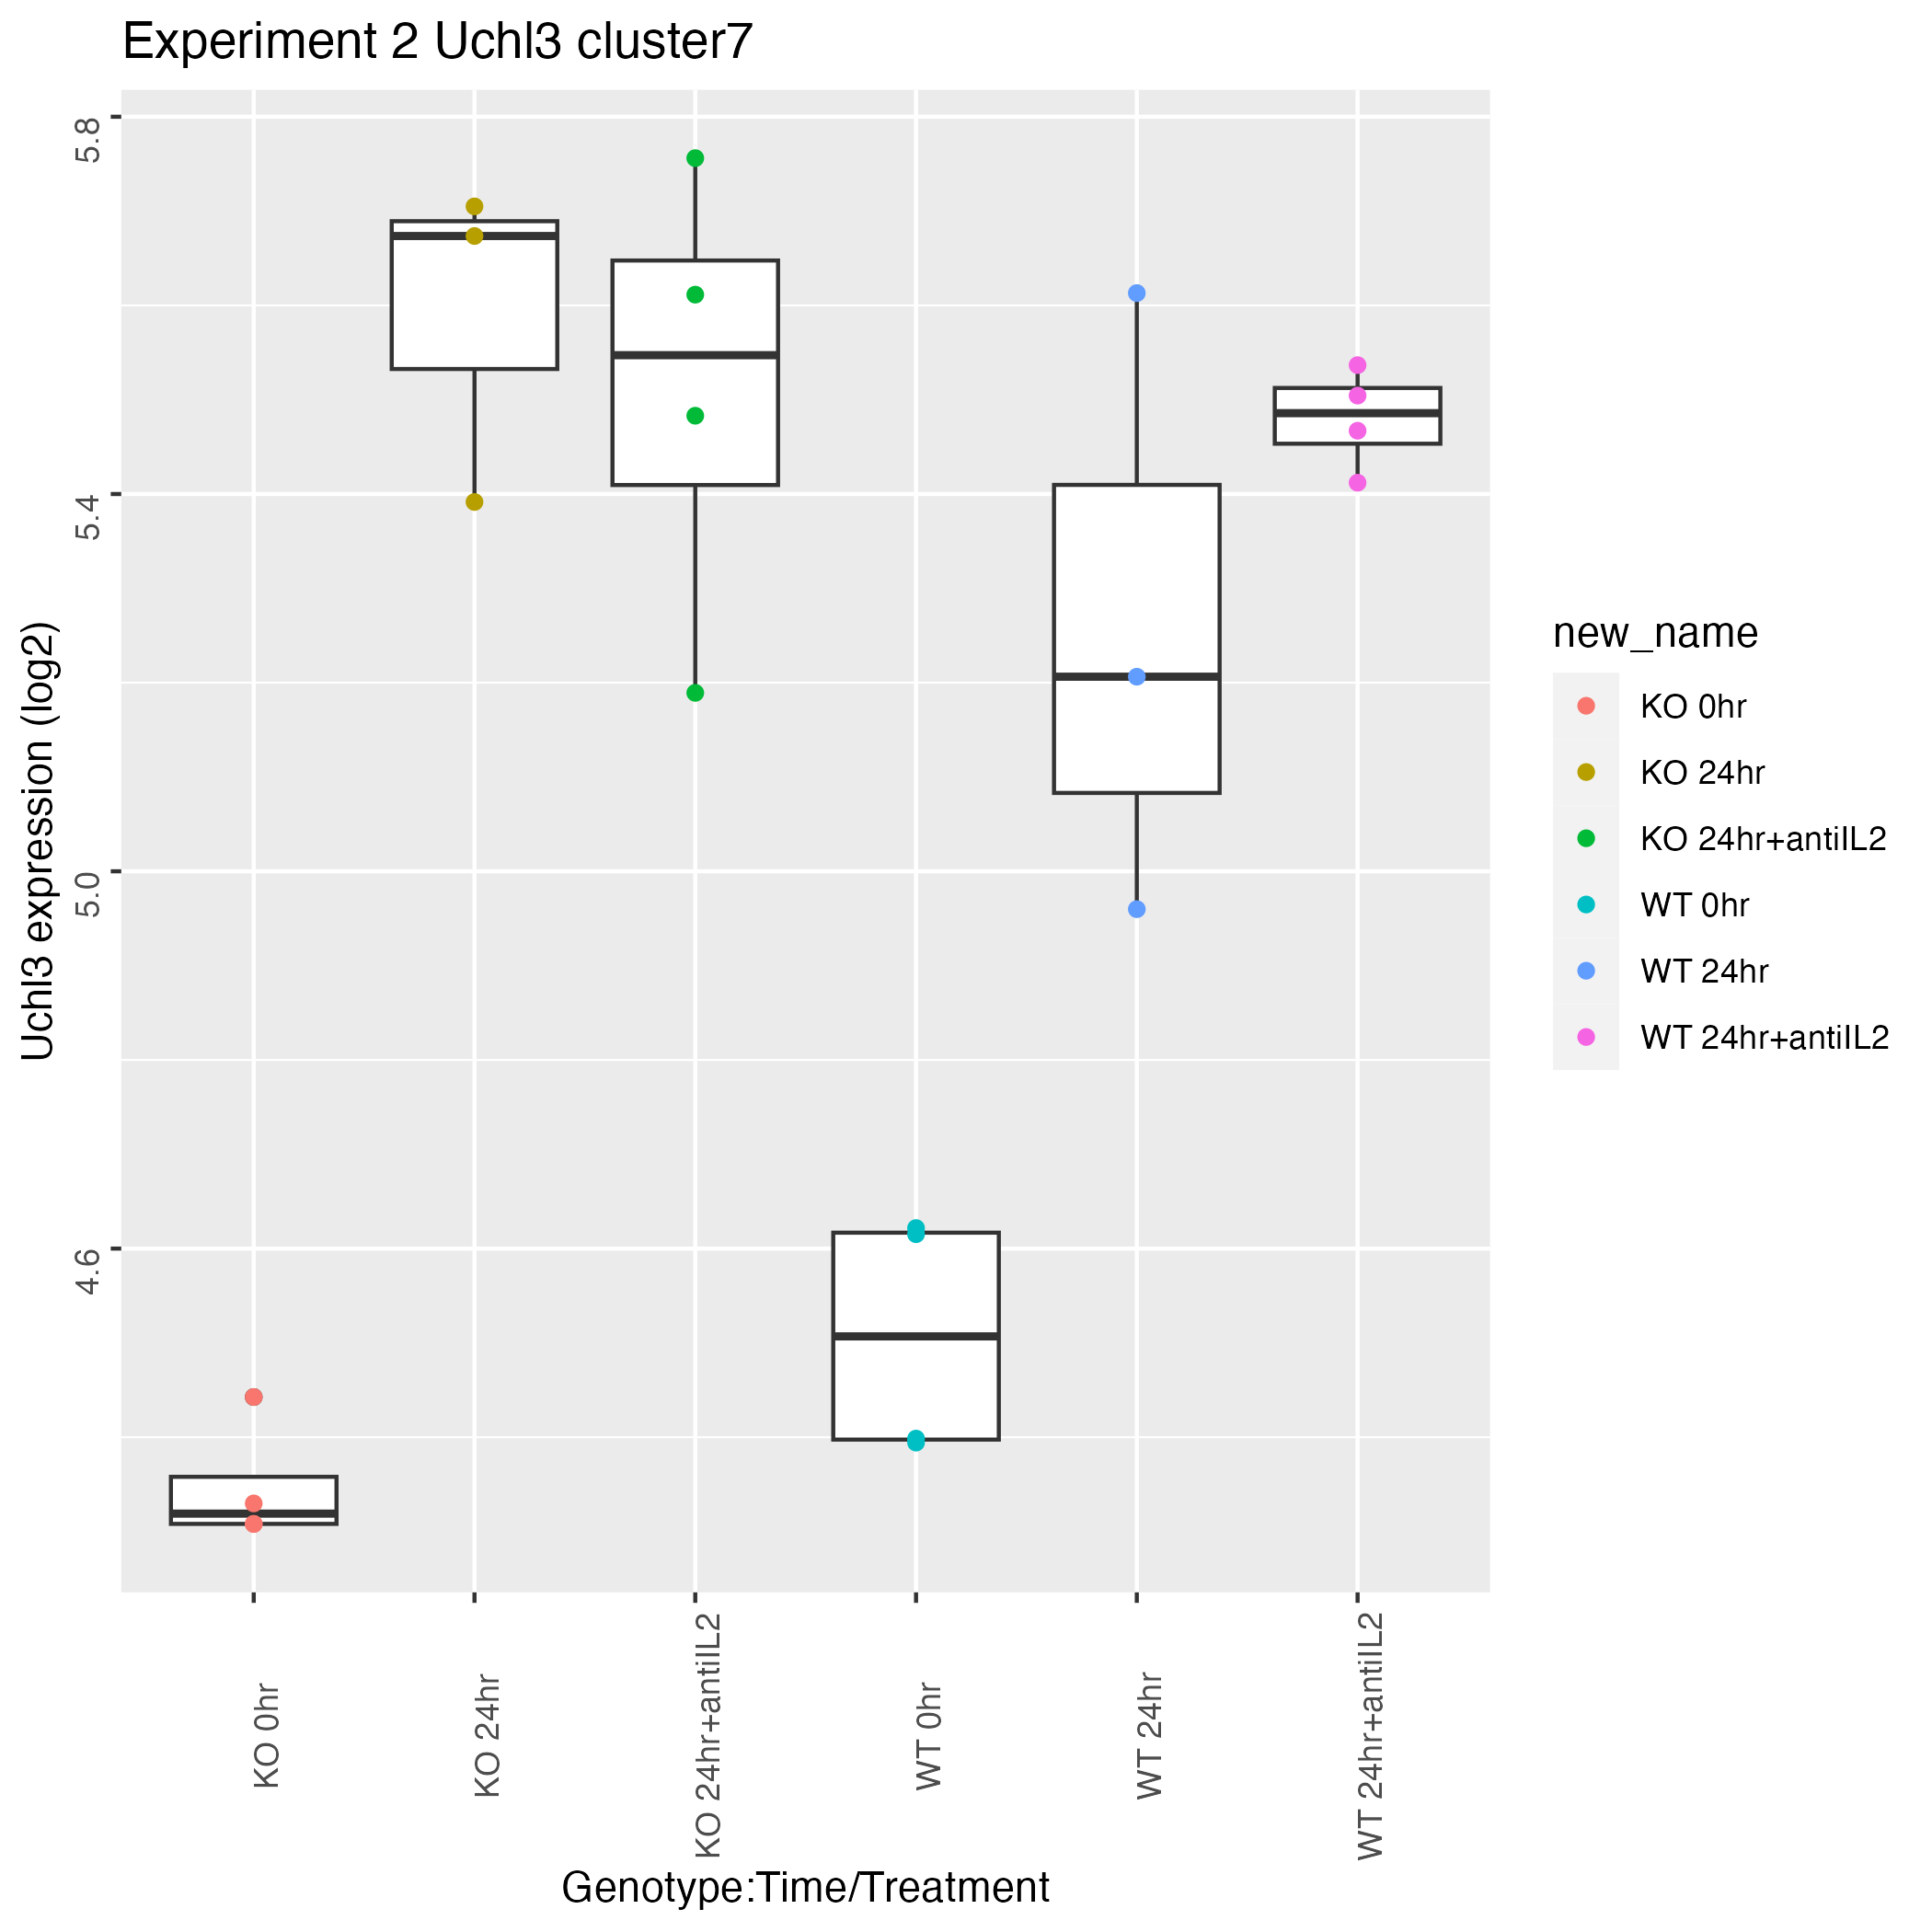 Experiment 2 Uchl3 cluster7
Uchl3 expression (log2)
5.8
5.4
5.0
4.6
KO 0hr
KO 24hr
KO 24hr+antiIL2
WT 0hr
WT 24hr
WT 24hr+antiIL2
Genotype:Time/Treatment
new_name
KO 0hr
KO 24hr
KO 24hr+antiIL2
WT 0hr
WT 24hr
WT 24hr+antiIL2